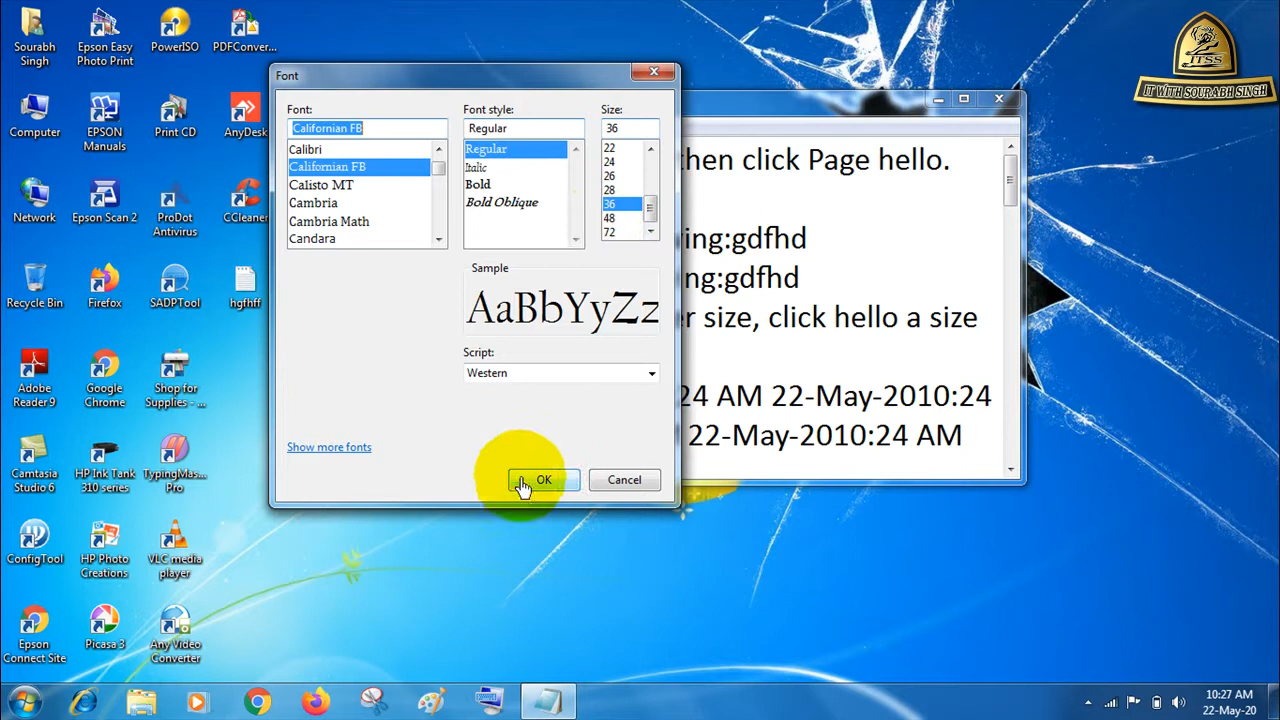 Sourabh
Singh
Epson Easy
Photo Print
PowerISO
PDFConver...
Computer
EPSON
Manuals
Print CD
AnyDesk
Network
Epson Scan 2
ProDot
Antivirus
CCleaner
Recycle Bin
Firefox
SADPTool
hgfhff
Adobe
Reader 9
Google
Chrome
Shop for
Supplies - ...
Camtasia
Studio 6
HP Ink Tank
310 series
TypingMas...
Pro
ConfigTool
HP Photo
Creations
VLC media
player
Epson
Connect Site
Picasa 3
Any Video
Converter
Font
Font:
Californian FB
Calibri
Californian FB
Calisto MT
Cambria
Cambria Math
Candara
Font style:
Regular
Regular
Italic
Bold
Bold Oblique
Size:
36
22
24
26
28
36
48
72
Sample
AaBbYyZz
Script:
Western
Show more fonts
OK
Cancel
then click Page hello.
ing:gdfhd
ng:gdfhd
r size, click hello a size
24 AM 22-May-2010:24
22-May-2010:24 AM
ITSS
IT WITH SOURABH SINGH
10:27 AM
22-May-20